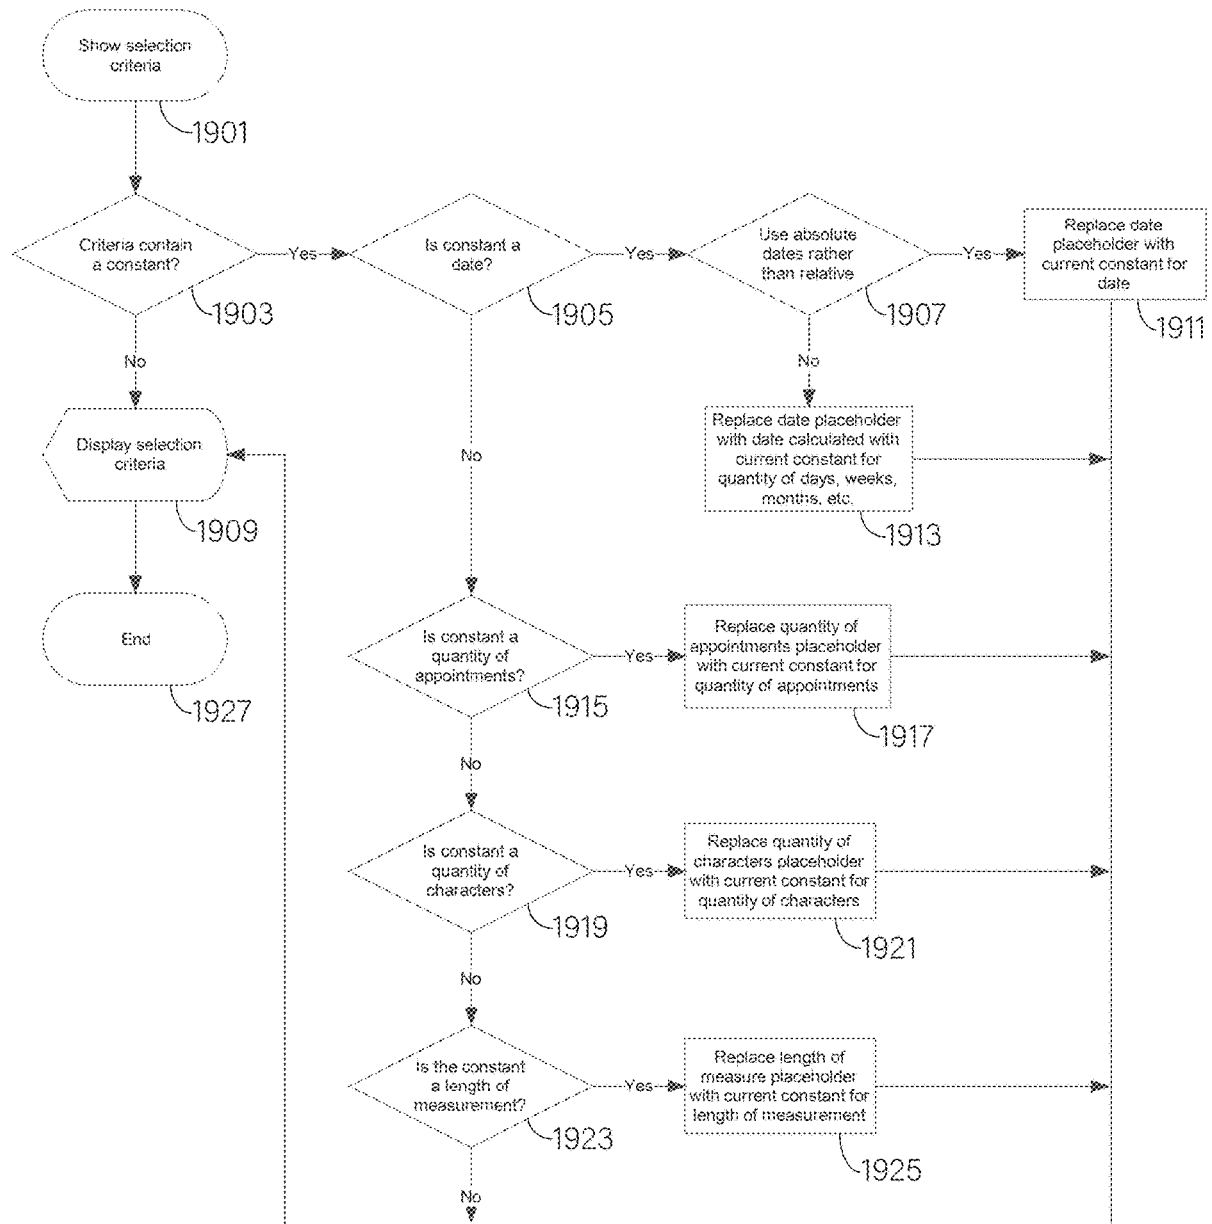 Show selection
criteria
1901
Criteria contain
a constant?
1903
Yes
Is constant a
date?
1905
Yes
Use absolute
dates rather
than relative
1907
Yes
Replace date
placeholder with
current constant for
date
1911
No
Display selection
criteria
1909
No
Replace date placeholder
with date calculated with
current constant for
quantity of days, weeks,
months, etc.
1913
No
End
1927
Is constant a
quantity of
appointments?
1915
Yes
Replace quantity of
appointments placeholder
with current constant for
quantity of appointments
1917
No
Is constant a
quantity of
characters?
1919
Yes
Replace quantity of
characters placeholder
with current constant for
quantity of characters
1921
No
Is the constant
a length of
measurement?
1923
Yes
Replace length of
measure placeholder
with current constant for
length of measurement
1925
No